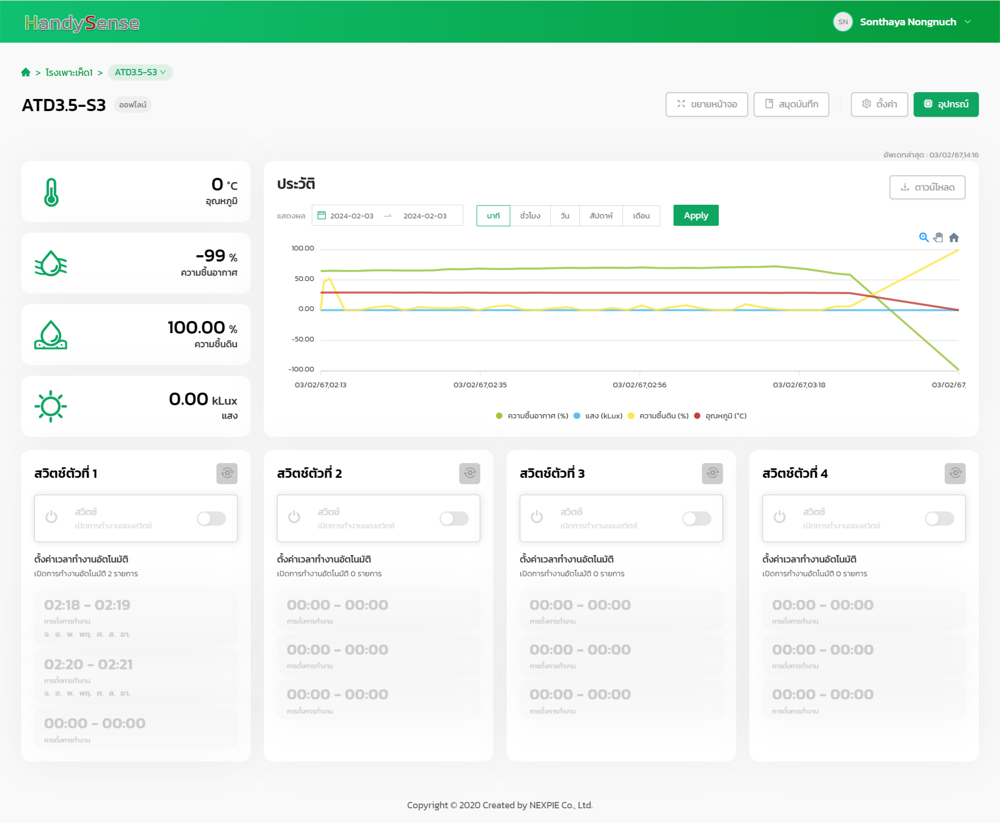 HandySense
SN Sonthaya Nongnuch
> โรงเพาะเห็ด1 > ATD3.5-S3
ATD3.5-S3 ออฟไลน์
ขยายหน้าจอ สมุดบันทึก ตั้งค่า อุปกรณ์
อัพเดทล่าสุด : 03/02/67,14:16
0 °C
อุณหภูมิ
-99 %
ความชื้นอากาศ
100.00 %
ความชื้นดิน
0.00 kLux
แสง
ประวัติ
ดาวน์โหลด
แสดงผล 2024-02-03 → 2024-02-03 นาที ชั่วโมง วัน สัปดาห์ เดือน Apply
100.00
50.00
0.00
-50.00
-100.00
03/02/67,02:13 03/02/67,02:35 03/02/67,02:56 03/02/67,03:18 03/02/67,
ความชื้นอากาศ (%) แสง (kLux) ความชื้นดิน (%) อุณหภูมิ (°C)
สวิตช์ตัวที่ 1
สวิตซ์
เปิดการทำงานของสวิตซ์
ตั้งค่าเวลาทำงานอัตโนมัติ
เปิดการทำงานอัตโนมัติ 2 รายการ
02:18 - 02:19
การตั้งการทำงาน
จ. อ. พ. พฤ. ศ. ส. อา.
02:20 - 02:21
การตั้งการทำงาน
จ. อ. พ. พฤ. ศ. ส. อา.
00:00 - 00:00
การตั้งการทำงาน
สวิตช์ตัวที่ 2
สวิตซ์
เปิดการทำงานของสวิตซ์
ตั้งค่าเวลาทำงานอัตโนมัติ
เปิดการทำงานอัตโนมัติ 0 รายการ
00:00 - 00:00
การตั้งการทำงาน
00:00 - 00:00
การตั้งการทำงาน
00:00 - 00:00
การตั้งการทำงาน
สวิตช์ตัวที่ 3
สวิตซ์
เปิดการทำงานของสวิตซ์
ตั้งค่าเวลาทำงานอัตโนมัติ
เปิดการทำงานอัตโนมัติ 0 รายการ
00:00 - 00:00
การตั้งการทำงาน
00:00 - 00:00
การตั้งการทำงาน
00:00 - 00:00
การตั้งการทำงาน
สวิตช์ตัวที่ 4
สวิตซ์
เปิดการทำงานของสวิตซ์
ตั้งค่าเวลาทำงานอัตโนมัติ
เปิดการทำงานอัตโนมัติ 0 รายการ
00:00 - 00:00
การตั้งการทำงาน
00:00 - 00:00
การตั้งการทำงาน
00:00 - 00:00
การตั้งการทำงาน
Copyright © 2020 Created by NEXPIE Co., Ltd.